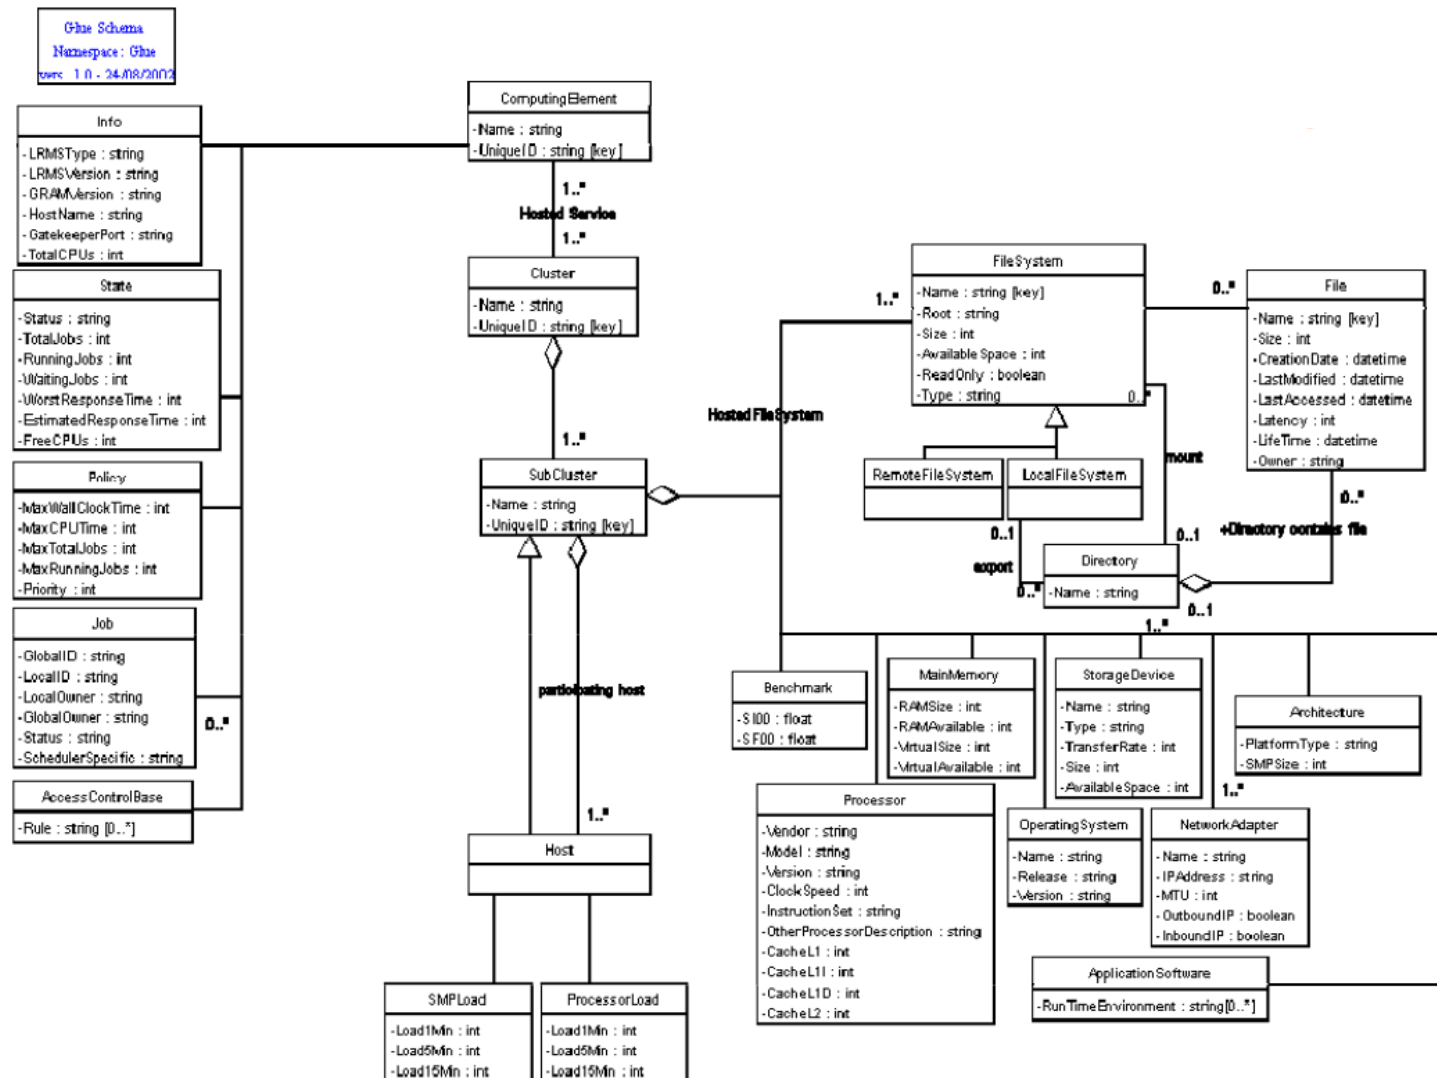 Glue Schema
Namespace: Glue
vers. 1.0 - 24/08/2002
Info
-LRMSType : string
-LRMSVersion : string
-GRAMVersion : string
-HostName : string
-GatekeeperPort : string
-TotalCPUs : int
State
-Status : string
-TotalJobs : int
-RunningJobs : int
-WaitingJobs : int
-WorstResponseTime : int
-EstimatedResponseTime : int
-FreeCPUs : int
Policy
-MaxWallClockTime : int
-MaxCPUTime : int
-MaxTotalJobs : int
-MaxRunningJobs : int
-Priority : int
Job
-GlobalID : string
-LocalID : string
-LocalOwner : string
-GlobalOwner : string
-Status : string
-SchedulerSpecific : string
0..*
AccessControlBase
-Rule : string [0..*]
ComputingElement
-Name : string
-UniqueID : string [key]
1..*
Hosted Service
1..*
Cluster
-Name : string
-UniqueID : string [key]
1..*
SubCluster
-Name : string
-UniqueID : string [key]
participating host
1..*
Host
SMPLoad
-Load1Min : int
-Load5Min : int
-Load15Min : int
ProcessorLoad
-Load1Min : int
-Load5Min : int
-Load15Min : int
1..*
HostedFileSystem
FileSystem
-Name : string [key]
-Root : string
-Size : int
-AvailableSpace : int
-ReadOnly : boolean
-Type : string
0..*
0..*
File
-Name : string [key]
-Size : int
-CreationDate : datetime
-LastModified : datetime
-LastAccessed : datetime
-Latency : int
-LifeTime : datetime
-Owner : string
RemoteFileSystem
LocalFileSystem
mount
0..*
0..1
0..1
+Directory contains file
export
Directory
-Name : string
0..*
0..1
1..*
Benchmark
-SI00 : float
-SF00 : float
MainMemory
-RAMSize : int
-RAMAvailable : int
-VirtualSize : int
-VirtualAvailable : int
StorageDevice
-Name : string
-Type : string
-TransferRate : int
-Size : int
-AvailableSpace : int
Architecture
-PlatformType : string
-SMPSize : int
1..*
Processor
-Vendor : string
-Model : string
-Version : string
-ClockSpeed : int
-InstructionSet : string
-OtherProcessorDescription : string
-CacheL1 : int
-CacheL1I : int
-CacheL1D : int
-CacheL2 : int
OperatingSystem
-Name : string
-Release : string
-Version : string
NetworkAdapter
-Name : string
-IPAddress : string
-MTU : int
-OutboundIP : boolean
-InboundIP : boolean
ApplicationSoftware
-RunTimeEnvironment : string[0..*]